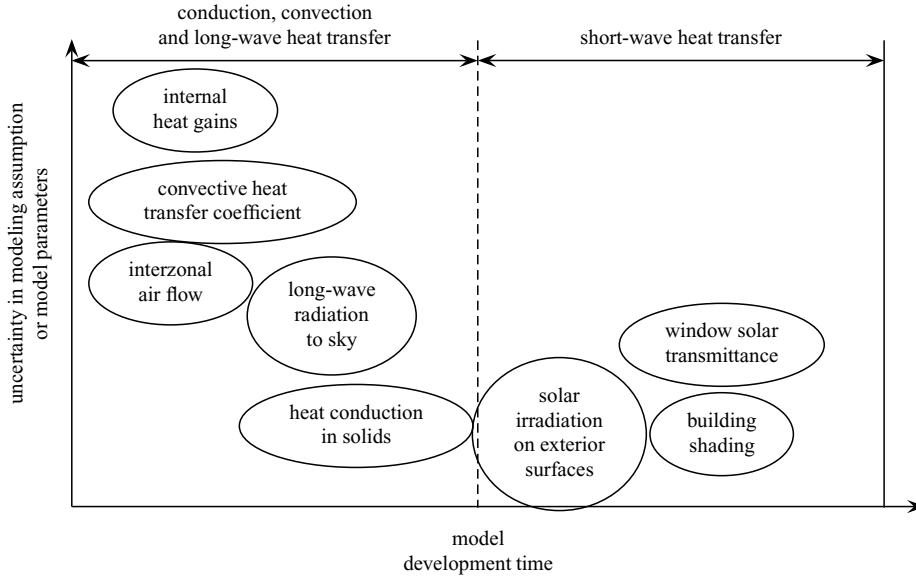 conduction, convection
and long-wave heat transfer
short-wave heat transfer
internal
heat gains
convective heat
transfer coefficient
interzonal
air flow
long-wave
radiation
to sky
heat conduction
in solids
solar
irradiation
on exterior
surfaces
window solar
transmittance
building
shading
uncertainty in modeling assumption
or model parameters
model
development time